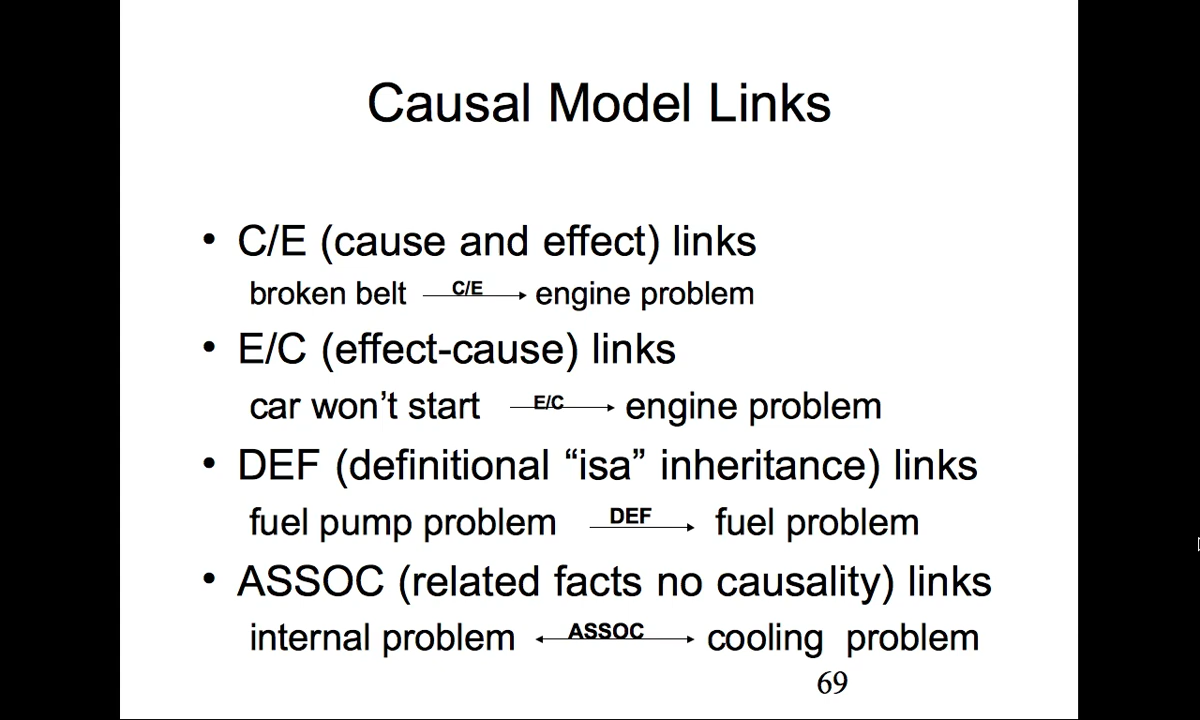 Causal Model Links
• C/E (cause and effect) links
broken belt C/E engine problem
• E/C (effect-cause) links
car won’t start E/C engine problem
• DEF (definitional “isa” inheritance) links
fuel pump problem DEF fuel problem
• ASSOC (related facts no causality) links
internal problem ASSOC cooling problem
69